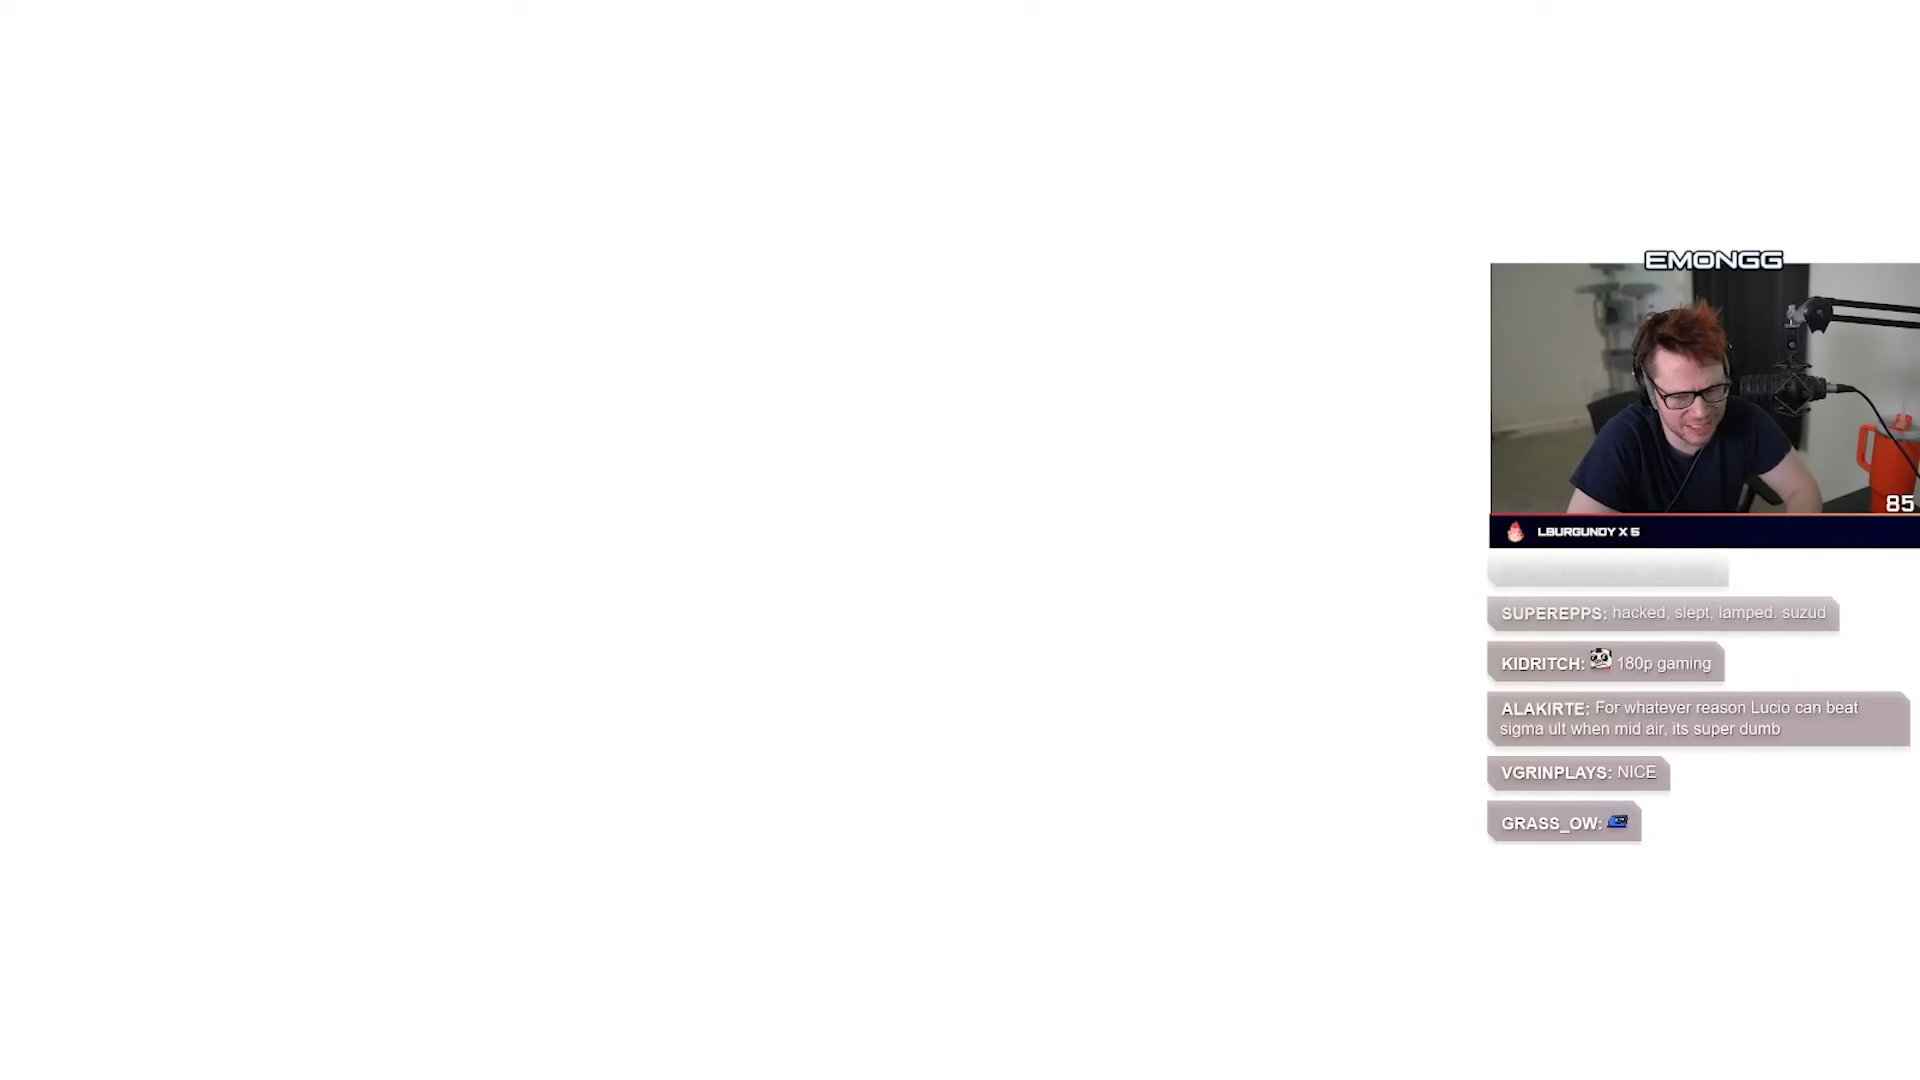 EMONGG
85
LBURGUNDY X 5
SUPEREPPS: hacked, slept, lamped. suzud
KIDRITCH: 180p gaming
ALAKIRTE: For whatever reason Lucio can beat
sigma ult when mid air, its super dumb
VGRINPLAYS: NICE
GRASS_OW: